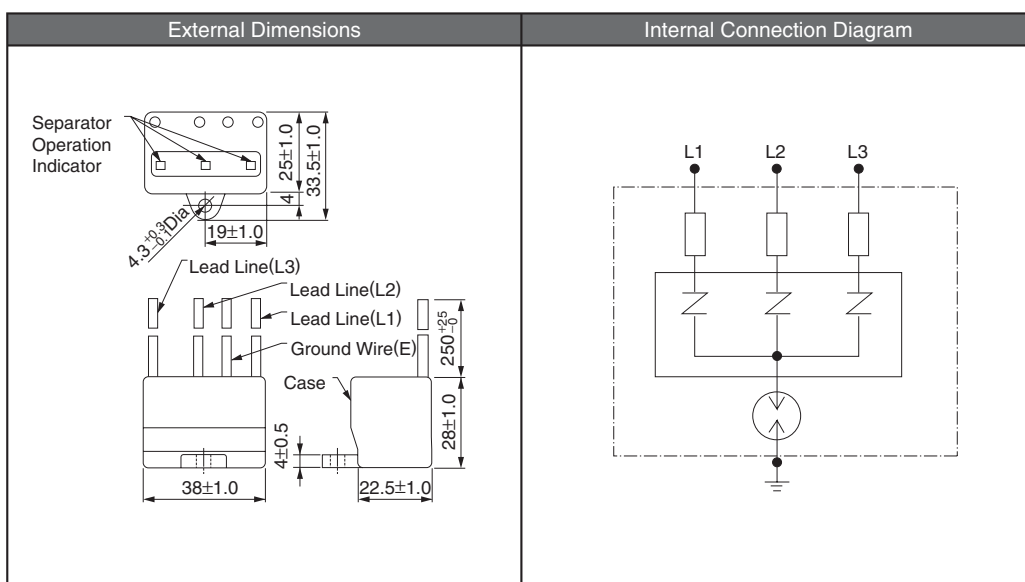 External Dimensions
Internal Connection Diagram
Separator
Operation
Indicator
25±1.0
33.5±1.0
4
4.3+0.3-0.1Dia
19±1.0
Lead Line(L3)
Lead Line(L2)
Lead Line(L1)
Ground Wire(E)
Case
250+25-0
28±1.0
4±0.5
38±1.0
22.5±1.0
L1
L2
L3